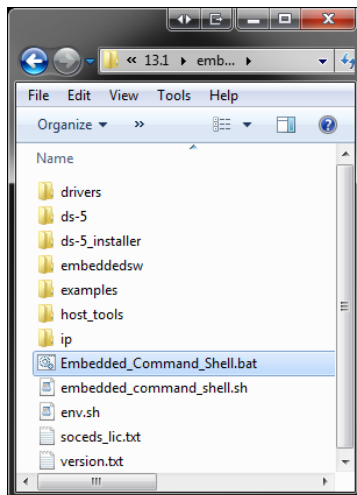 « 13.1 ▸ emb... ▸
File Edit View Tools Help
Organize ▾ »
Name
drivers
ds-5
ds-5_installer
embeddedsw
examples
host_tools
ip
Embedded_Command_Shell.bat
embedded_command_shell.sh
env.sh
soceds_lic.txt
version.txt